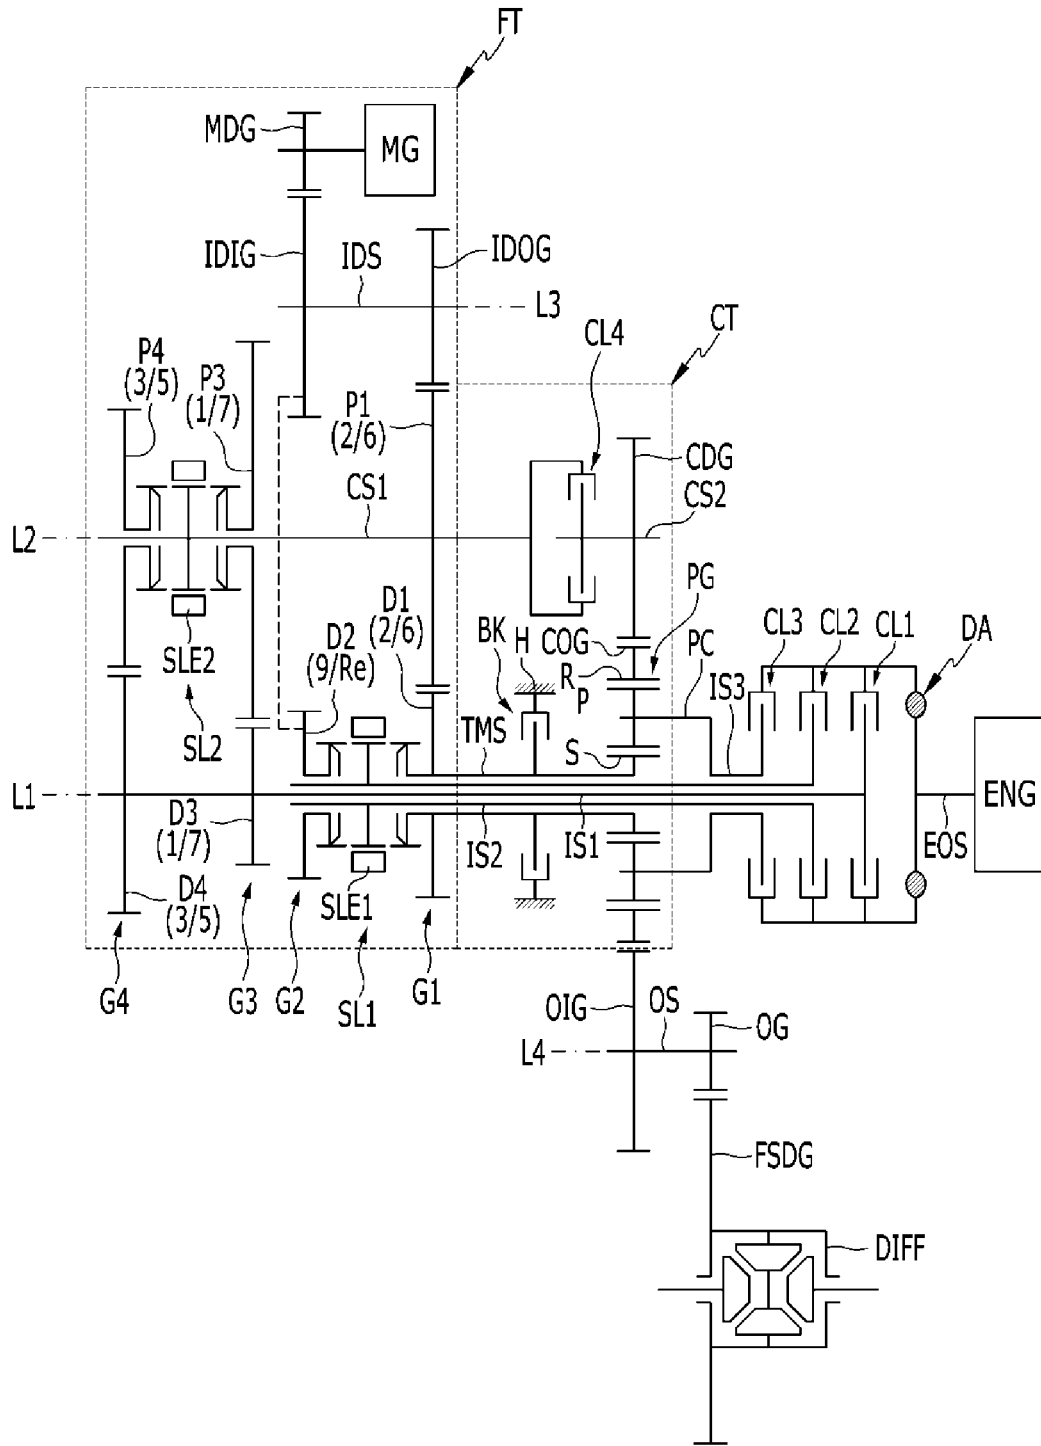 FT
MDG
MG
IDIG
IDS
IDOG
L3
CT
CL4
P4
(3/5)
P3
(1/7)
P1
(2/6)
CDG
CS1
CS2
L2
PG
D1
(2/6)
BK
H
COG
PC
CL3
CL2
CL1
DA
SLE2
D2
(9/Re)
R
P
IS3
SL2
TMS
S
L1
ENG
D3
(1/7)
IS2
IS1
EOS
D4
(3/5)
SLE1
G4
G3
G2
SL1
G1
OIG
OS
OG
L4
FSDG
DIFF